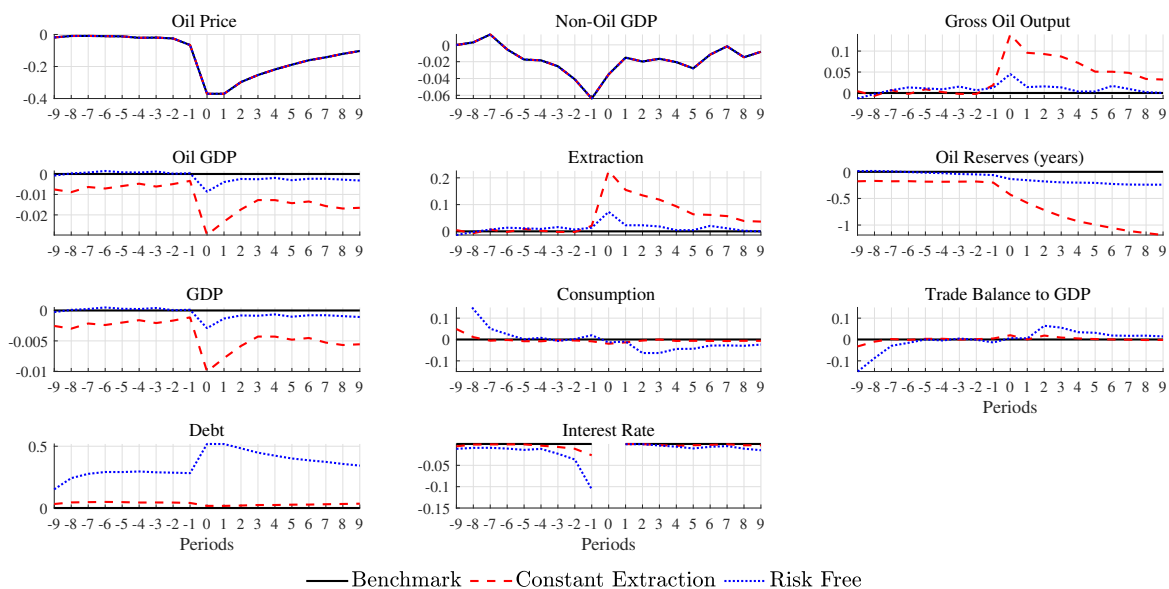 Oil Price
0
-0.2
-0.4
-9 -8 -7 -6 -5 -4 -3 -2 -1 0 1 2 3 4 5 6 7 8 9
Non-Oil GDP
0
-0.02
-0.04
-0.06
-9 -8 -7 -6 -5 -4 -3 -2 -1 0 1 2 3 4 5 6 7 8 9
Gross Oil Output
0.1
0.05
0
-9 -8 -7 -6 -5 -4 -3 -2 -1 0 1 2 3 4 5 6 7 8 9
Oil GDP
0
-0.01
-0.02
-9 -8 -7 -6 -5 -4 -3 -2 -1 0 1 2 3 4 5 6 7 8 9
Extraction
0.2
0.1
0
-9 -8 -7 -6 -5 -4 -3 -2 -1 0 1 2 3 4 5 6 7 8 9
Oil Reserves (years)
0
-0.5
-1
-9 -8 -7 -6 -5 -4 -3 -2 -1 0 1 2 3 4 5 6 7 8 9
GDP
0
-0.005
-0.01
-9 -8 -7 -6 -5 -4 -3 -2 -1 0 1 2 3 4 5 6 7 8 9
Consumption
0.1
0
-0.1
-9 -8 -7 -6 -5 -4 -3 -2 -1 0 1 2 3 4 5 6 7 8 9
Trade Balance to GDP
0.1
0
-0.1
-9 -8 -7 -6 -5 -4 -3 -2 -1 0 1 2 3 4 5 6 7 8 9
Periods
Debt
0.5
0
-9 -8 -7 -6 -5 -4 -3 -2 -1 0 1 2 3 4 5 6 7 8 9
Periods
Interest Rate
-0.05
-0.1
-0.15
-9 -8 -7 -6 -5 -4 -3 -2 -1 0 1 2 3 4 5 6 7 8 9
Periods
Benchmark Constant Extraction Risk Free